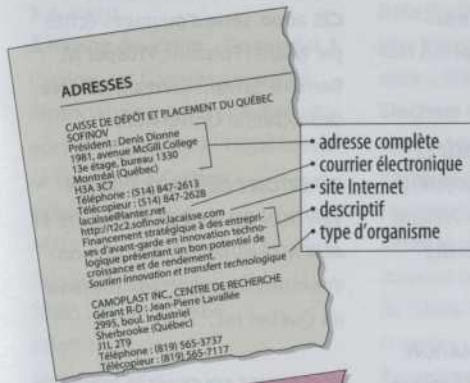 ADRESSES
CAISSE DE DÉPÔT ET PLACEMENT DU QUÉBEC
SOFINOV
Président : Denis Dionne
1981, avenue McGill College
13e étage, bureau 1330
Montréal (Québec)
H3A 3C7
Téléphone : (514) 847-2613
Télécopieur : (514) 847-2628
lacaisse@lanter.net
http://t2c2.sofinov.lacaisse.com
Financement stratégique à des entrepri-
ses d'avant-garde en innovation techno-
logique présentant un bon potentiel de
croissance et de rendement.
Soutien innovation et transfert technologique
CAMOPLAST INC., CENTRE DE RECHERCHE
Gérant R-D : Jean-Pierre Lavallée
2995, boul. Industriel
Sherbrooke (Québec)
J1L 2T9
Téléphone : (819) 565-3737
Télécopieur : (819) 565-7117
• adresse complète
• courrier électronique
• site Internet
• descriptif
• type d'organisme